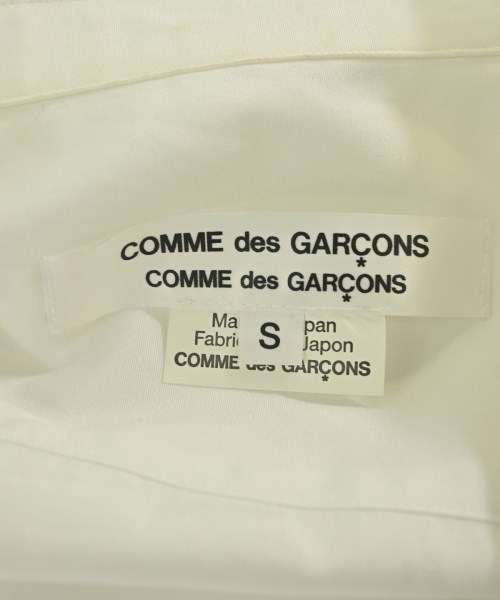 COMME des GARÇONS
*
COMME des GARÇONS
*
Ma S pan
Fabri Japon
COMME des GARÇONS
*